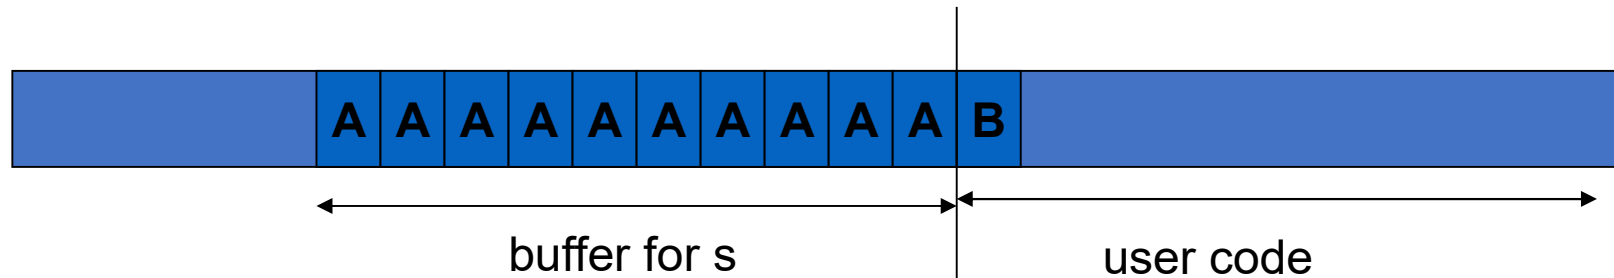 A A A A A A A A A A B
buffer for s
user code